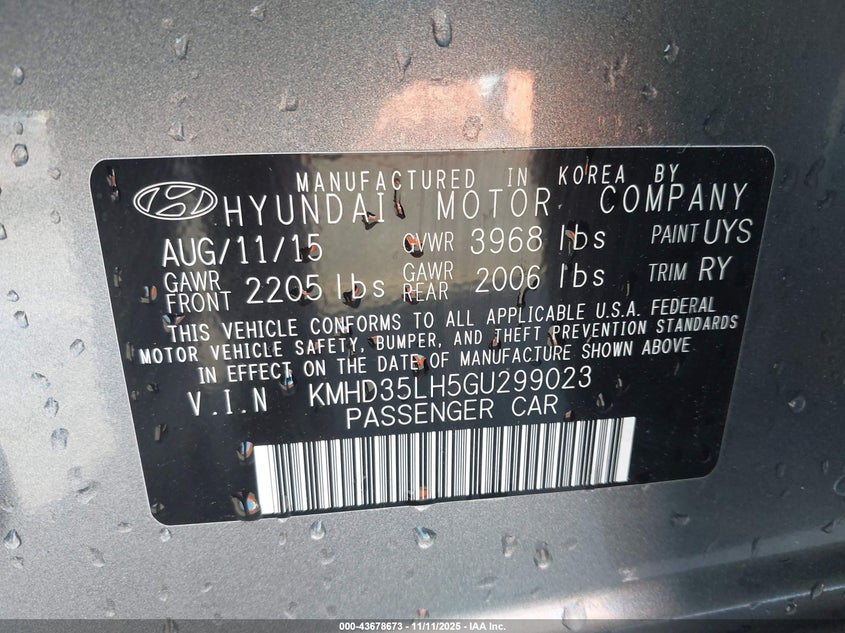 MANUFACTURED IN KOREA BY
HYUNDAI MOTOR COMPANY
AUG/11/15 GVWR 3968 lbs PAINT UYS
GAWR FRONT 2205 lbs GAWR REAR 2006 lbs TRIM RY
THIS VEHICLE CONFORMS TO ALL APPLICABLE U.S.A. FEDERAL
MOTOR VEHICLE SAFETY, BUMPER, AND THEFT PREVENTION STANDARDS
IN EFFECT ON THE DATE OF MANUFACTURE SHOWN ABOVE
V.I.N KMHD35LH5GU299023
PASSENGER CAR
000-43678673 - 11/11/2025 - IAA Inc.